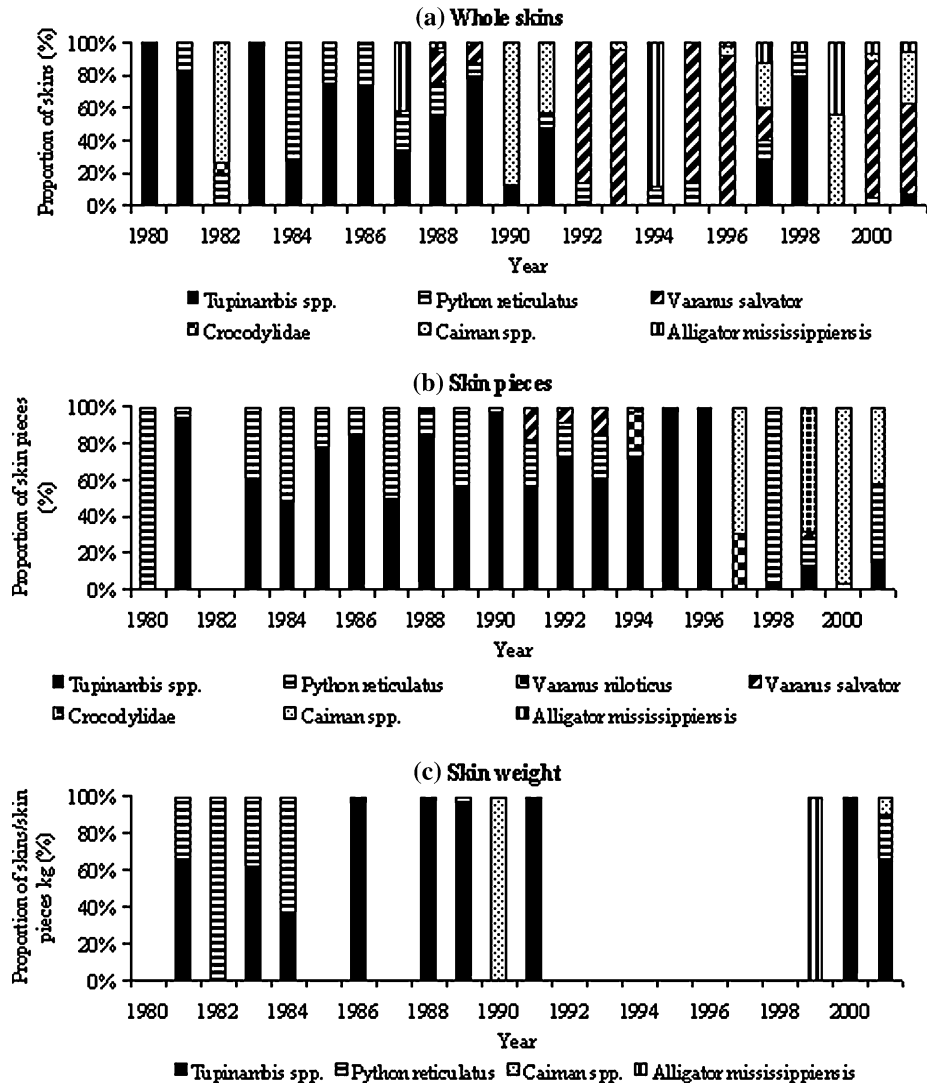 (a) Whole skins
Proportion of skins (%)
100%
80%
60%
40%
20%
0%
1980 1982 1984 1986 1988 1990 1992 1994 1996 1998 2000
Year
Tupinambis spp. Python reticulatus Varanus salvator
Crocodylidae Caiman spp. Alligator mississippiensis
(b) Skin pieces
Proportion of skin pieces
(%)
100%
80%
60%
40%
20%
0%
1980 1982 1984 1986 1988 1990 1992 1994 1996 1998 2000
Year
Tupinambis spp. Python reticulatus Varanus niloticus Varanus salvator
Crocodylidae Caiman spp. Alligator mississippiensis
(c) Skin weight
Proportion of skins/skin
pieces kg (%)
100%
80%
60%
40%
20%
0%
1980 1982 1984 1986 1988 1990 1992 1994 1996 1998 2000
Year
Tupinambis spp. Python reticulatus Caiman spp. Alligator mississippiensis